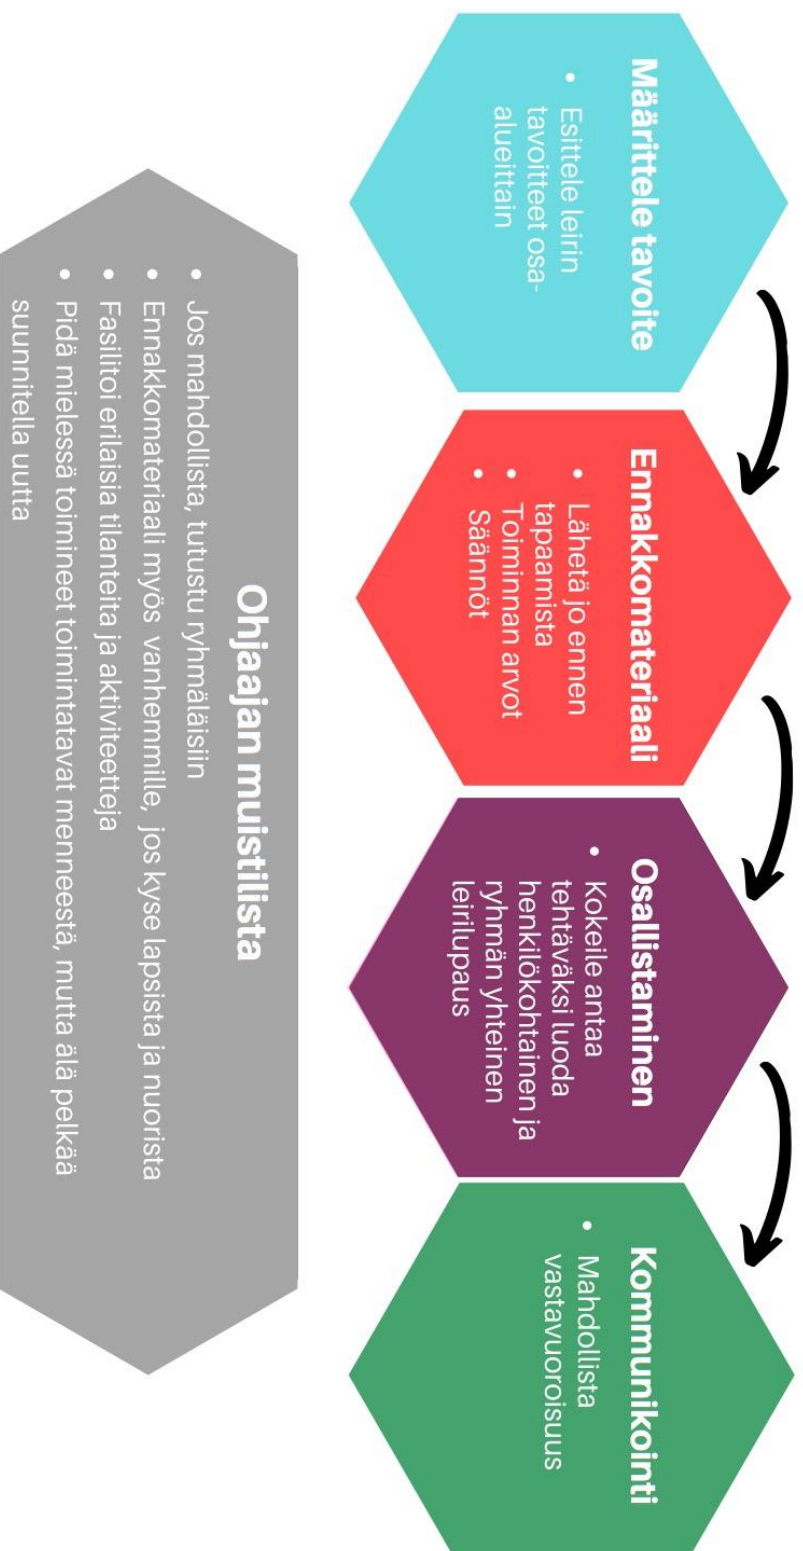 Määrittele tavoite
• Esittele leirin
tavoitteet osa-
alueittain
Ennakkomateriaali
• Lähetä jo ennen
tapaamista
• Toiminnan arvot
• Säännöt
Osallistaminen
• Kokeile antaa
tehtäväksi luoda
henkilökohtainen ja
ryhmän yhteinen
leirilupaus
Kommunikointi
• Mahdollista
vastavuoroisuus
Ohjaajan muistilista
• Jos mahdollista, tutustu ryhmäläisiin
• Ennakkomateriaali myös vanhemmille, jos kyse lapsista ja nuorista
• Fasilitoi erilaisia tilanteita ja aktiviteetteja
• Pidä mielessä toimineet toimintatavat menneestä, mutta älä pelkää
suunnitella uutta